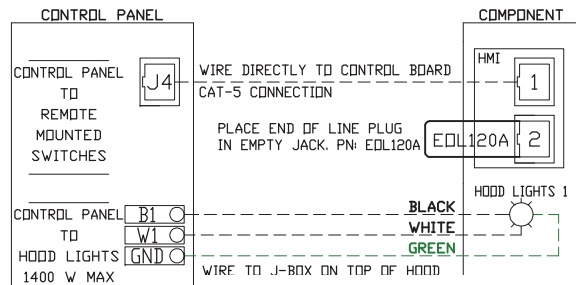 CONTROL PANEL
COMPONENT
CONTROL PANEL
TO
REMOTE
MOUNTED
SWITCHES
J4
WIRE DIRECTLY TO CONTROL BOARD
CAT-5 CONNECTION
HMI
1
PLACE END OF LINE PLUG
IN EMPTY JACK. PN: EOL120A
EOL120A
2
HOOD LIGHTS 1
CONTROL PANEL
TO
HOOD LIGHTS
1400 W MAX
B1
W1
GND
BLACK
WHITE
GREEN
WIRE TO J-BOX ON TOP OF HOOD